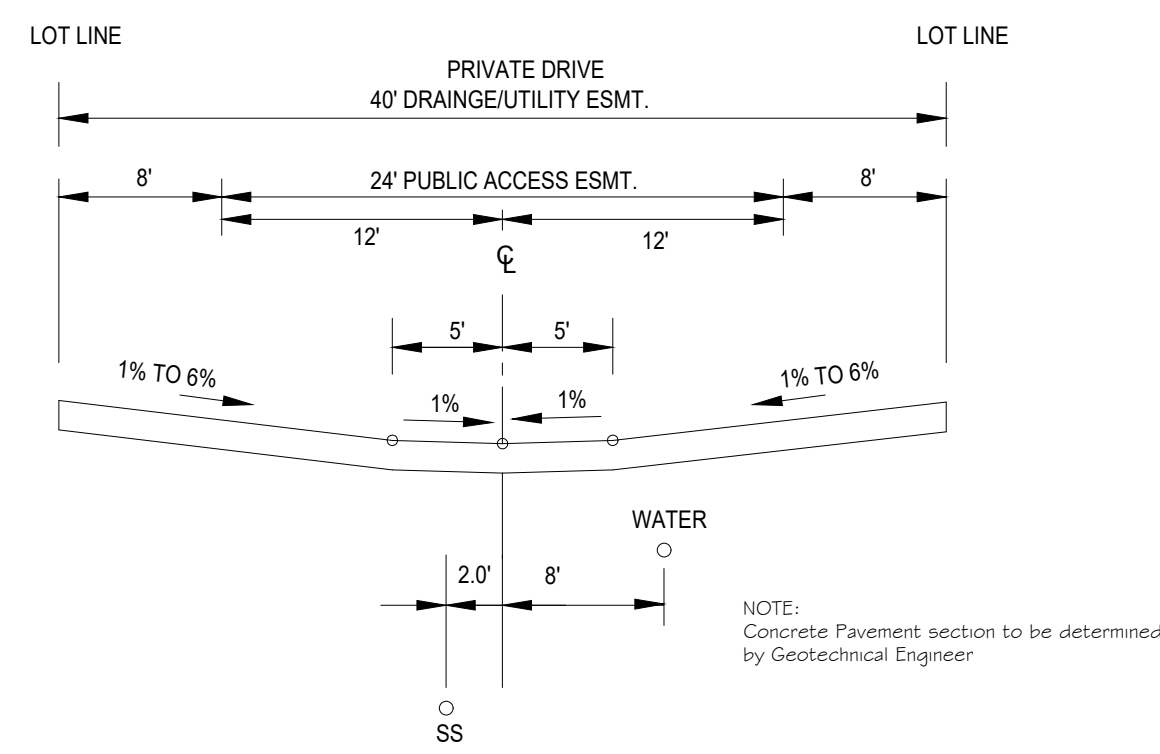 LOT LINE
LOT LINE
PRIVATE DRIVE
40' DRAINGE/UTILITY ESMT.
8'
24' PUBLIC ACCESS ESMT.
8'
12'
12'
℄
5'
5'
1% TO 6%
1%
1%
1% TO 6%
WATER
2.0'
8'
NOTE:
Concrete Pavement section to be determined
by Geotechnical Engineer
SS